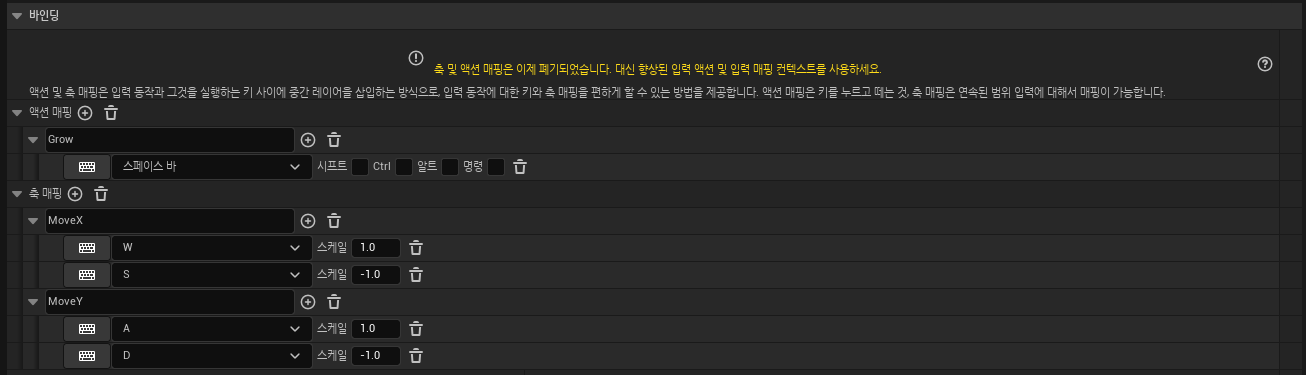 바인딩
축 및 액션 매핑은 이제 폐기되었습니다. 대신 향상된 입력 액션 및 입력 매핑 컨텍스트를 사용하세요.
액션 및 축 매핑은 입력 동작과 그것을 실행하는 키 사이에 중간 레이어을 삽입하는 방식으로, 입력 동작에 대한 키와 축 매핑을 편하게 할 수 있는 방법을 제공합니다. 액션 매핑은 키를 누르고 떼는 것, 축 매핑은 연속된 범위 입력에 대해서 매핑이 가능합니다.
액션 매핑
Grow
스페이스 바 시프트 Ctrl 알트 명령
축 매핑
MoveX
W 스케일 1.0
S 스케일 -1.0
MoveY
A 스케일 1.0
D 스케일 -1.0